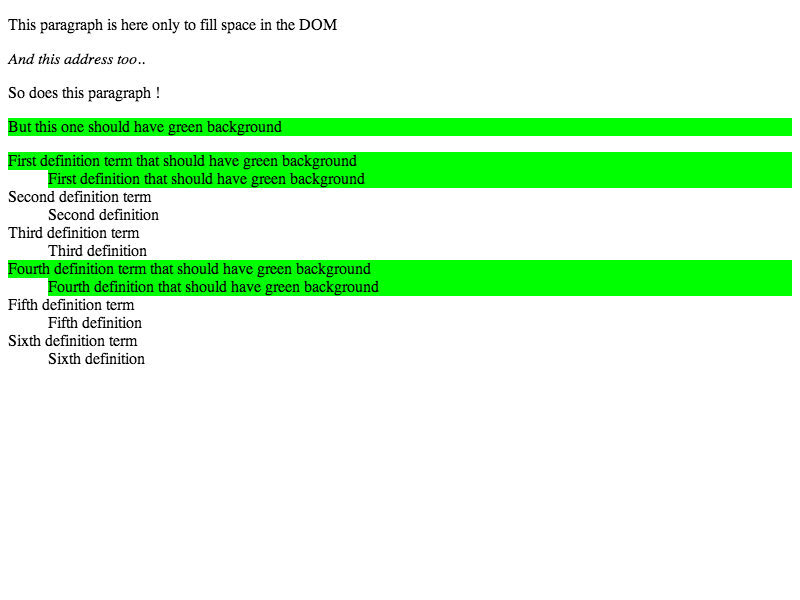 This paragraph is here only to fill space in the DOM
And this address too..
So does this paragraph !
But this one should have green background
First definition term that should have green background
First definition that should have green background
Second definition term
Second definition
Third definition term
Third definition
Fourth definition term that should have green background
Fourth definition that should have green background
Fifth definition term
Fifth definition
Sixth definition term
Sixth definition